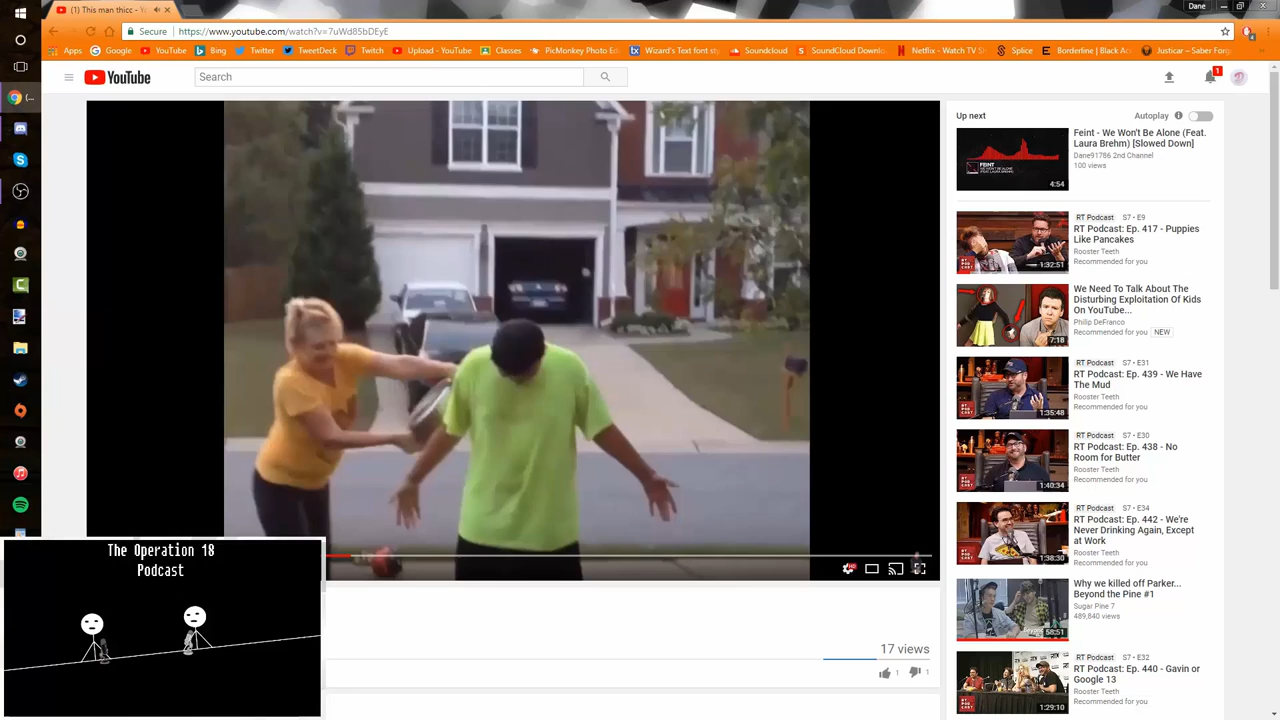 (1) This man thicc - Y
Dane
Secure
https://www.youtube.com/watch?v=7uWd85bDEyE
Apps
Google
YouTube
Bing
Twitter
TweetDeck
Twitch
Upload - YouTube
Classes
PicMonkey Photo Edi
Wizard's Text font sty
Soundcloud
SoundCloud Downlo
Netflix - Watch TV Sh
Splice
Borderline | Black Ac
Justicar – Saber Forg
YouTube
Search
1
Up next
Autoplay
Feint - We Won't Be Alone (Feat.
Laura Brehm) [Slowed Down]
Dane91786 2nd Channel
100 views
4:54
RT Podcast S7 • E9
RT Podcast: Ep. 417 - Puppies
Like Pancakes
Rooster Teeth
Recommended for you
1:32:51
We Need To Talk About The
Disturbing Exploitation Of Kids
On YouTube...
Philip DeFranco
Recommended for you NEW
7:18
RT Podcast S7 • E31
RT Podcast: Ep. 439 - We Have
The Mud
Rooster Teeth
Recommended for you
1:35:48
RT Podcast S7 • E30
RT Podcast: Ep. 438 - No
Room for Butter
Rooster Teeth
Recommended for you
1:40:34
RT Podcast S7 • E34
RT Podcast: Ep. 442 - We're
Never Drinking Again, Except
at Work
Rooster Teeth
Recommended for you
1:38:30
Why we killed off Parker...
Beyond the Pine #1
Sugar Pine 7
489,840 views
58:51
RT Podcast S7 • E32
RT Podcast: Ep. 440 - Gavin or
Google 13
Rooster Teeth
Recommended for you
1:29:10
The Operation 18
Podcast
17 views
1
1